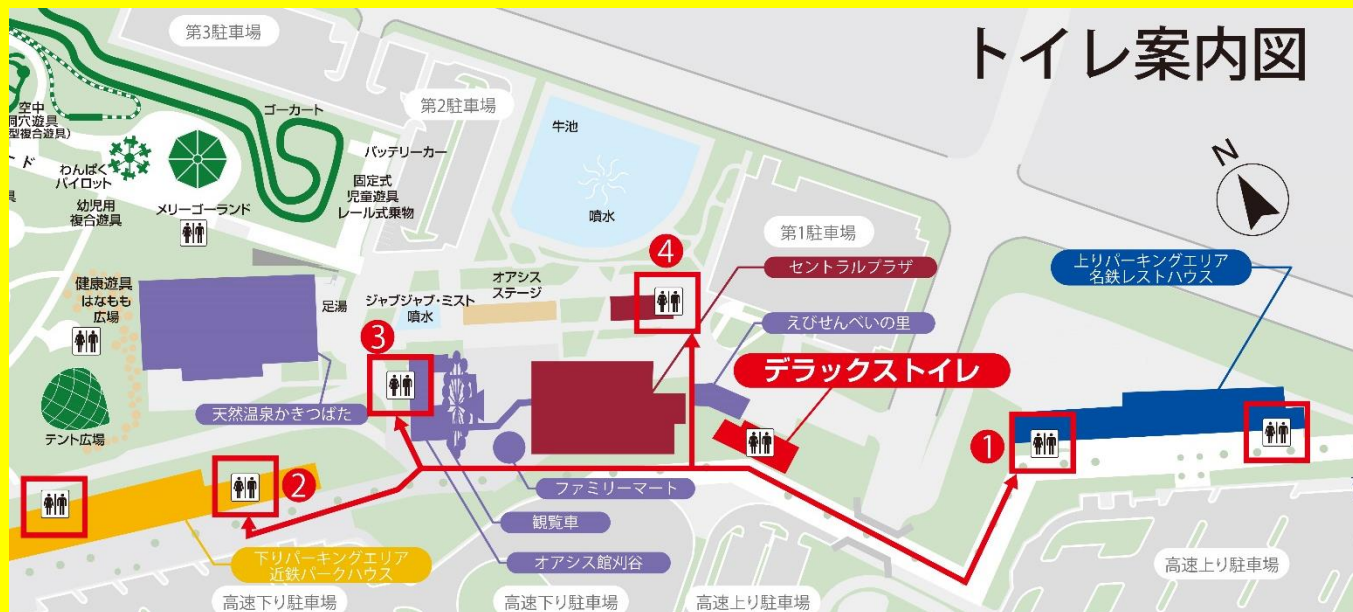 トイレ案内図
第3駐車場
ゴーカート
第2駐車場
空中
洞穴遊具
型複合遊具)
ード
わんぱく
パイロット
幼児用
複合遊具
メリーゴーランド
バッテリーカー
固定式
児童遊具
レール式乗物
牛池
噴水
N
第1駐車場
4
セントラルプラザ
上りパーキングエリア
名鉄レストハウス
健康遊具
はなもも
広場
足湯
ジャブジャブ・ミスト
噴水
オアシス
ステージ
3
えびせんべいの里
デラックストイレ
天然温泉かきつばた
テント広場
1
2
ファミリーマート
観覧車
オアシス館刈谷
下りパーキングエリア
近鉄パークハウス
高速上り駐車場
高速下り駐車場
高速下り駐車場
高速上り駐車場